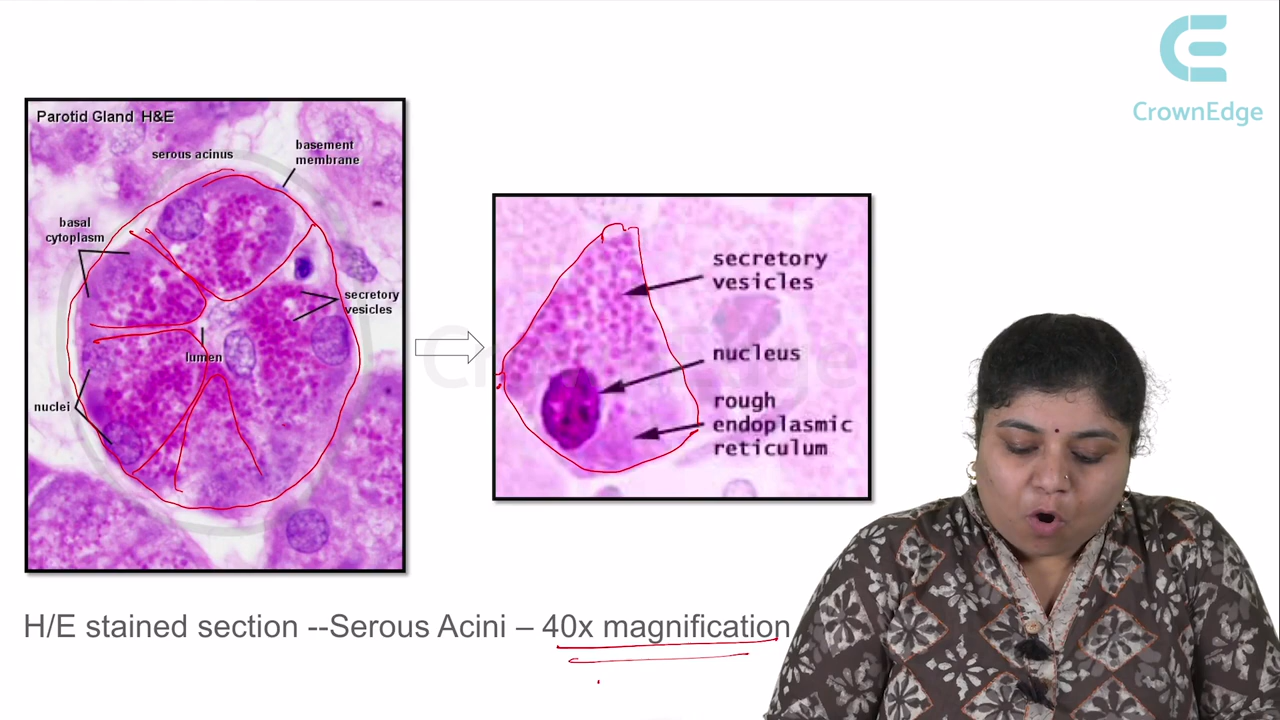 CrownEdge
Parotid Gland H&E
serous acinus
basement
membrane
basal
cytoplasm
secretory
vesicles
lumen
nuclei
secretory
vesicles
nucleus
rough
endoplasmic
reticulum
CrownEdge
H/E stained section --Serous Acini – 40x magnification